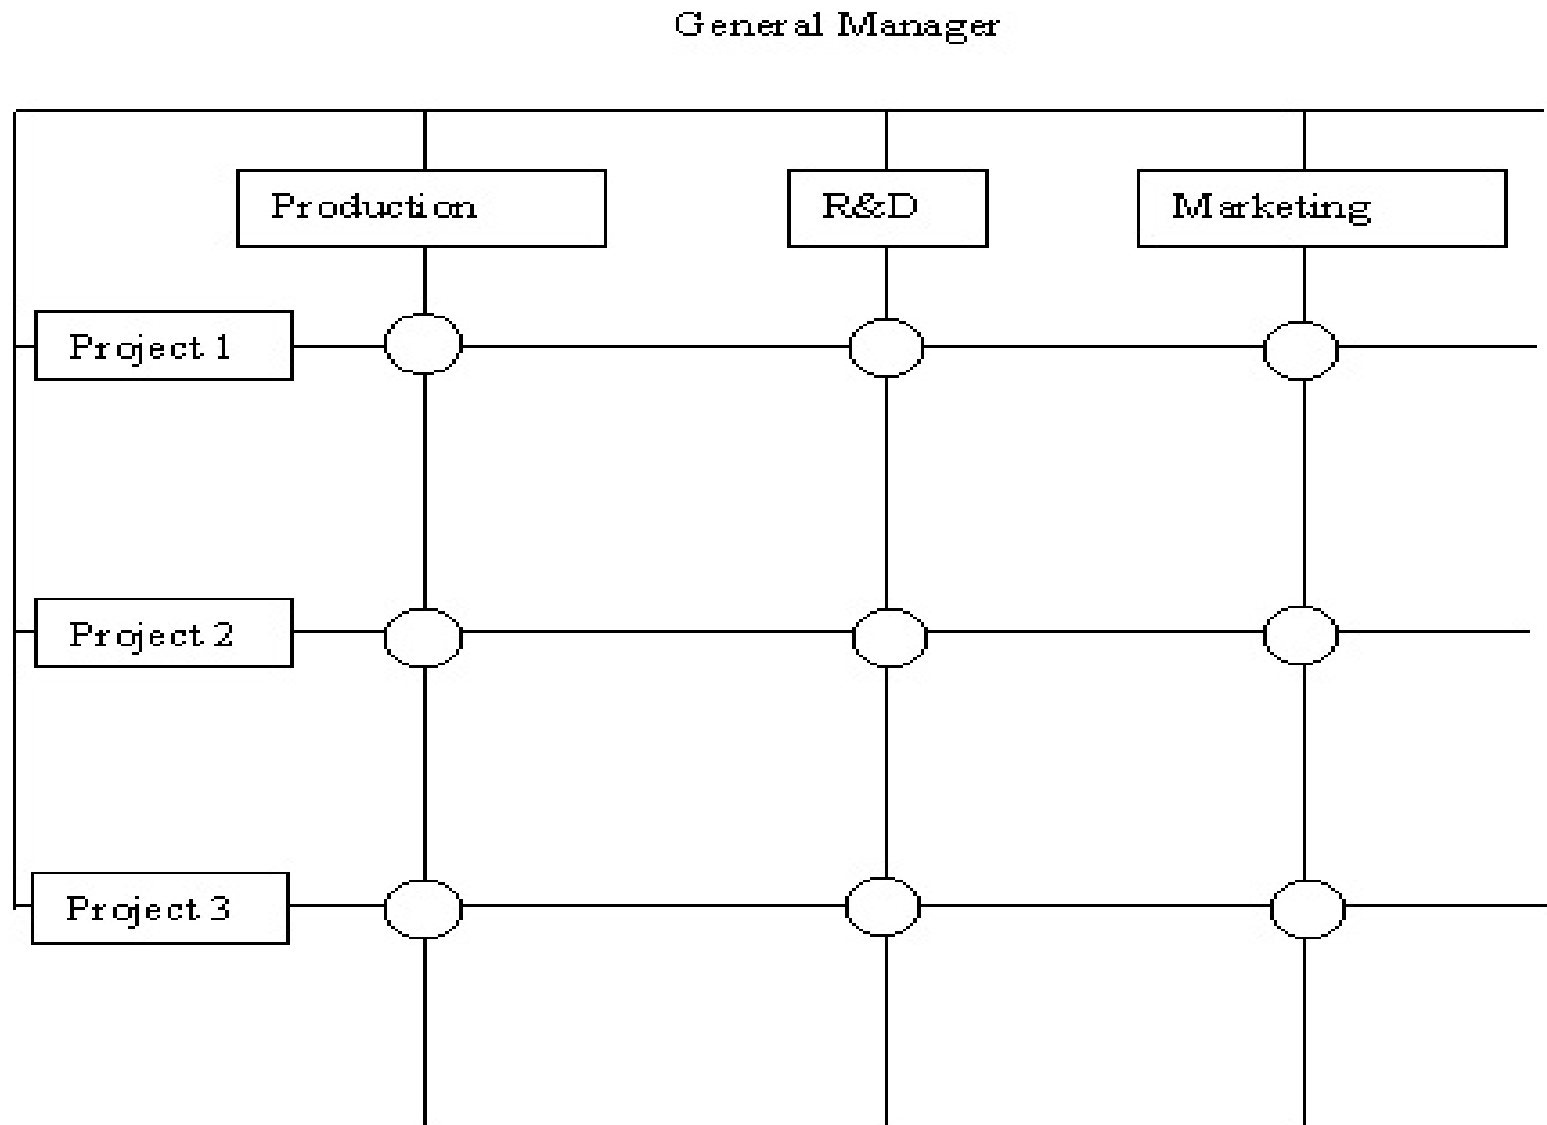 General Manager
Production
R&D
Marketing
Project 1
Project 2
Project 3